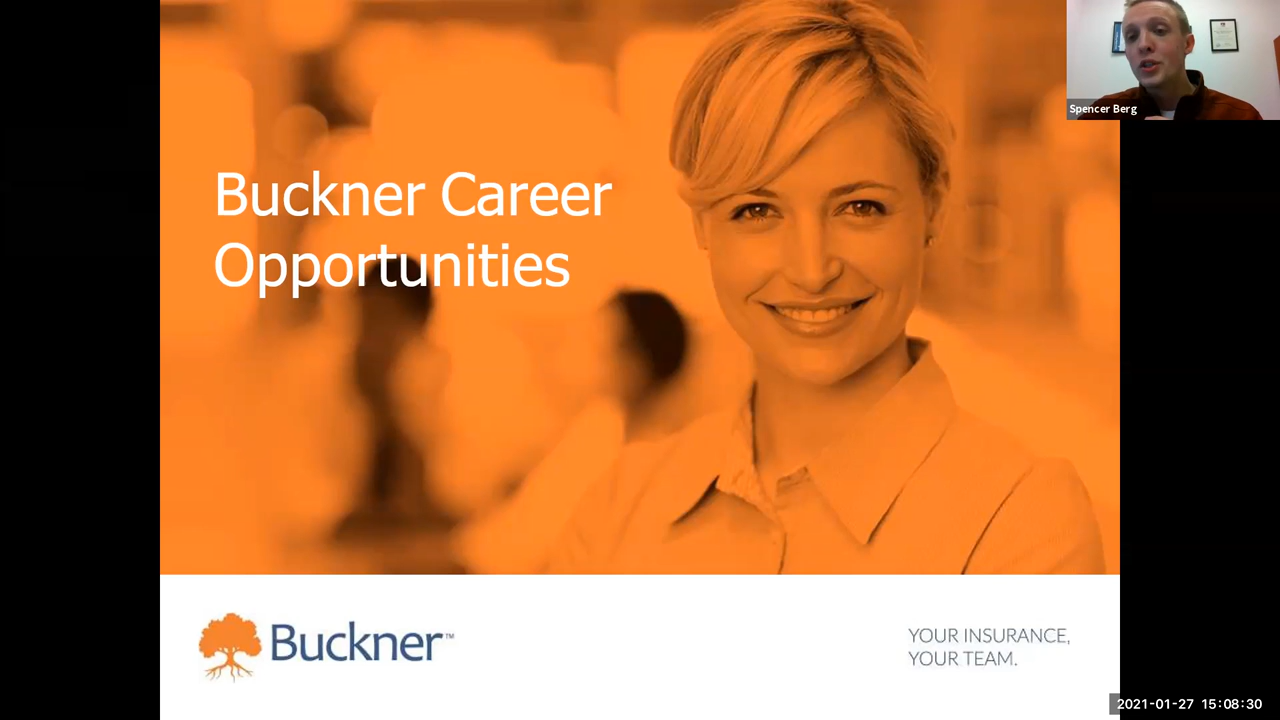 Spencer Berg
Buckner Career
Opportunities
Buckner™
YOUR INSURANCE,
YOUR TEAM.
2021-01-27 15:08:30